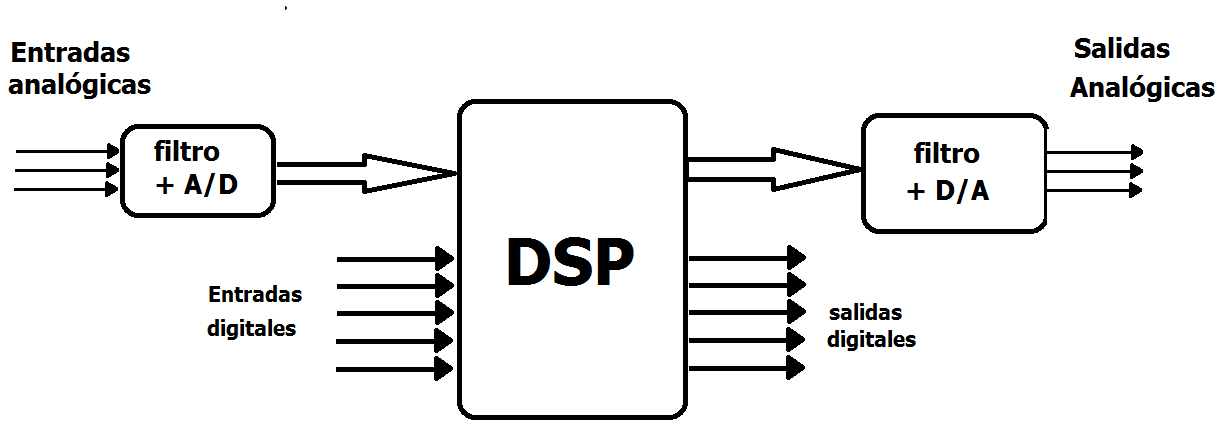 Entradas
analógicas
filtro
+ A/D
Entradas
digitales
DSP
filtro
+ D/A
Salidas
Analógicas
salidas
digitales